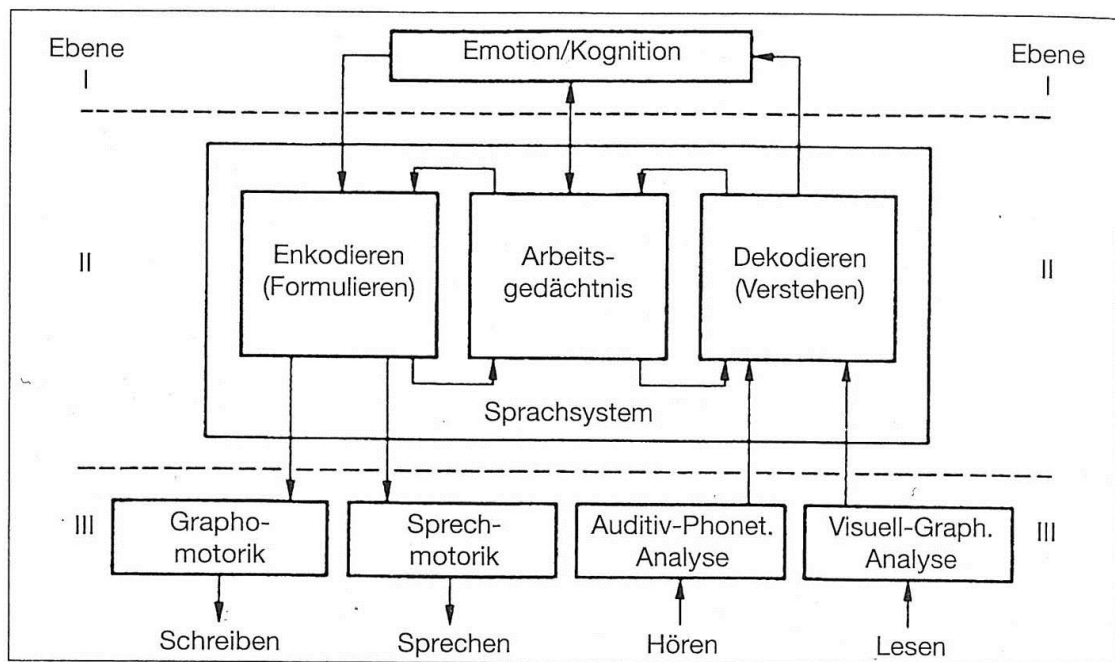 Ebene
I
Emotion/Kognition
Ebene
I
II
Enkodieren
(Formulieren)
Arbeits-
gedächtnis
Dekodieren
(Verstehen)
II
Sprachsystem
III
Grapho-
motorik
Sprech-
motorik
Auditiv-Phonet.
Analyse
Visuell-Graph.
Analyse
III
Schreiben
Sprechen
Hören
Lesen